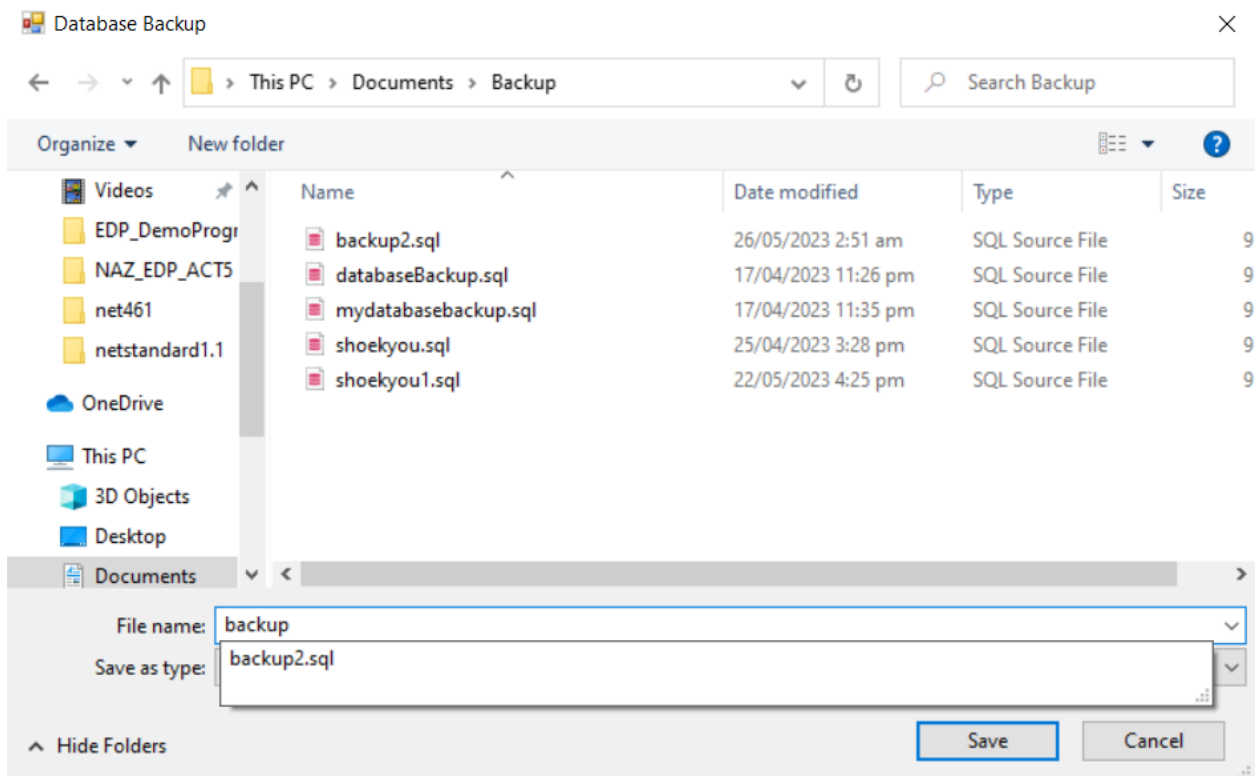 Database Backup
This PC > Documents > Backup
Search Backup
Organize
New folder
Name Date modified Type Size
Videos
EDP_DemoProgr
NAZ_EDP_ACT5
net461
netstandard1.1
OneDrive
This PC
3D Objects
Desktop
Documents
backup2.sql 26/05/2023 2:51 am SQL Source File 9
databaseBackup.sql 17/04/2023 11:26 pm SQL Source File 9
mydatabasebackup.sql 17/04/2023 11:35 pm SQL Source File 9
shoekyou.sql 25/04/2023 3:28 pm SQL Source File 9
shoekyou1.sql 22/05/2023 4:25 pm SQL Source File 9
File name: backup
Save as type:
backup2.sql
Hide Folders
Save
Cancel